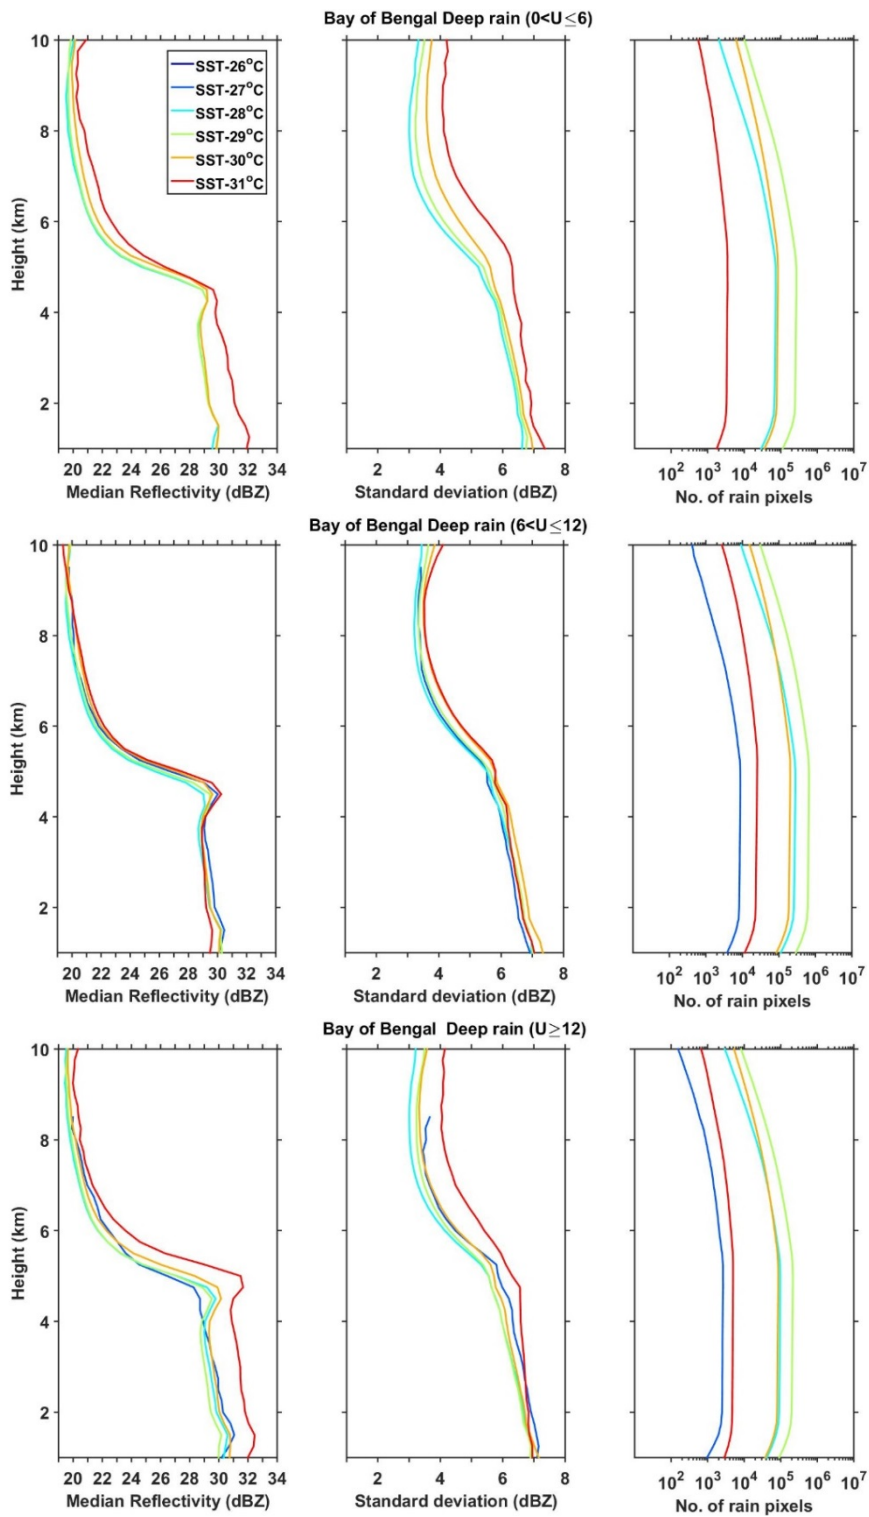 Bay of Bengal Deep rain (0<U≤6)
10
8
6
4
2
Height (km)
SST-26°C
SST-27°C
SST-28°C
SST-29°C
SST-30°C
SST-31°C
20 22 24 26 28 30 32 34
Median Reflectivity (dBZ)
2 4 6 8
Standard deviation (dBZ)
10² 10³ 10⁴ 10⁵ 10⁶ 10⁷
No. of rain pixels
Bay of Bengal Deep rain (6<U≤12)
10
8
6
4
2
Height (km)
20 22 24 26 28 30 32 34
Median Reflectivity (dBZ)
2 4 6 8
Standard deviation (dBZ)
10² 10³ 10⁴ 10⁵ 10⁶ 10⁷
No. of rain pixels
Bay of Bengal Deep rain (U≥12)
10
8
6
4
2
Height (km)
20 22 24 26 28 30 32 34
Median Reflectivity (dBZ)
2 4 6 8
Standard deviation (dBZ)
10² 10³ 10⁴ 10⁵ 10⁶ 10⁷
No. of rain pixels